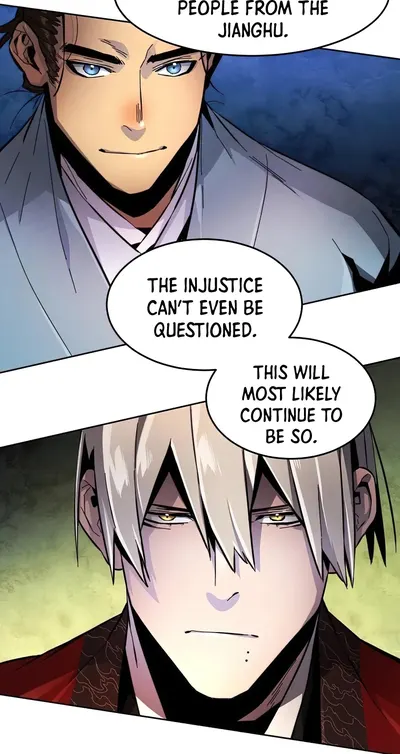 PEOPLE FROM THE
JIANGHU.
THE INJUSTICE
CAN'T EVEN BE
QUESTIONED.
THIS WILL
MOST LIKELY
CONTINUE TO
BE SO.